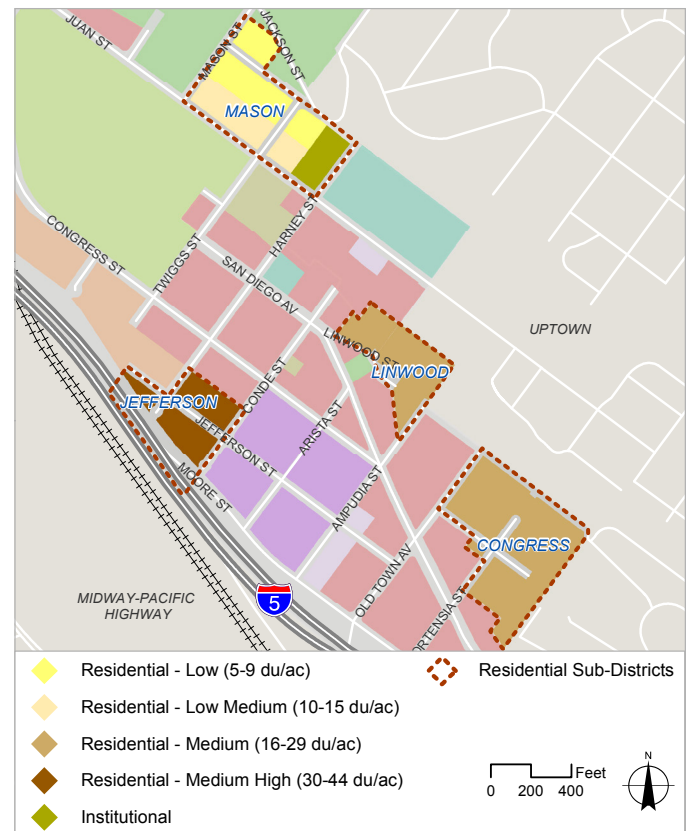 JUAN ST
MASON ST
JACKSON ST
MASON
CONGRESS ST
TWIGGS ST
HARNEY ST
SAN DIEGO AV
UPTOWN
LINWOOD ST
LINWOOD
JEFFERSON
CONDE ST
ARISTA ST
JEFFERSON ST
MOORE ST
AMPUDIA ST
CONGRESS
OLD TOWN AV
ORTENSIA ST
MIDWAY-PACIFIC
HIGHWAY
5
Residential - Low (5-9 du/ac)
Residential Sub-Districts
Residential - Low Medium (10-15 du/ac)
Residential - Medium (16-29 du/ac)
Residential - Medium High (30-44 du/ac)
Institutional
Feet
0 200 400
N